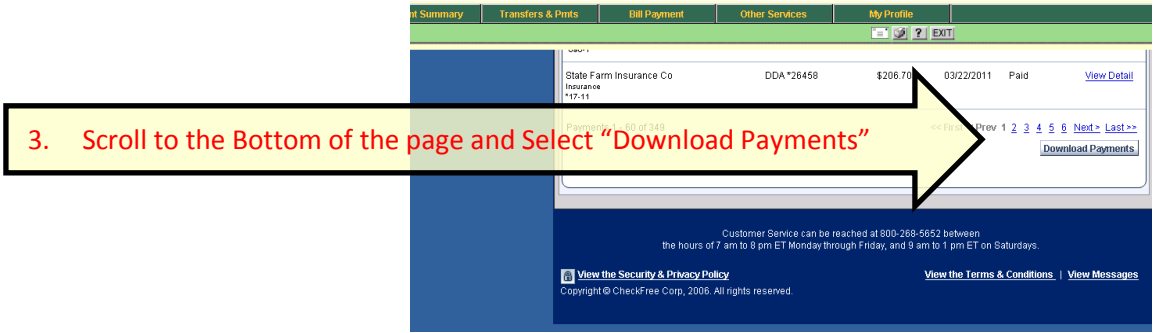 nt Summary Transfers & Pmts Bill Payment Other Services My Profile
? EXIT
State Farm Insurance Co DDA *26458 $206.70 03/22/2011 Paid View Detail
Insurance
*17-11
Payments 1 - 60 of 349 << First < Prev 1 2 3 4 5 6 Next > Last >>
3. Scroll to the Bottom of the page and Select “Download Payments”
Download Payments
Customer Service can be reached at 800-268-5652 between
the hours of 7 am to 8 pm ET Monday through Friday, and 9 am to 1 pm ET on Saturdays.
View the Security & Privacy Policy View the Terms & Conditions | View Messages
Copyright © CheckFree Corp, 2006. All rights reserved.